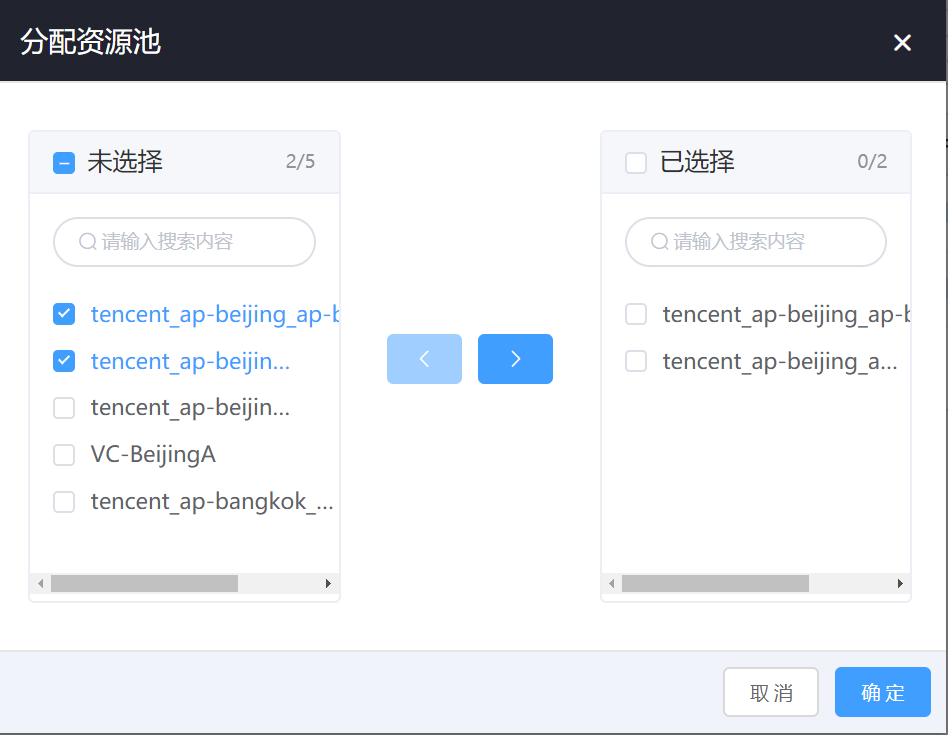 分配资源池
未选择 2/5
请输入搜索内容
tencent_ap-beijing_ap-b
tencent_ap-beijin...
tencent_ap-beijin...
VC-BeijingA
tencent_ap-bangkok_...
已选择 0/2
请输入搜索内容
tencent_ap-beijing_ap-b
tencent_ap-beijing_a...
取消
确定